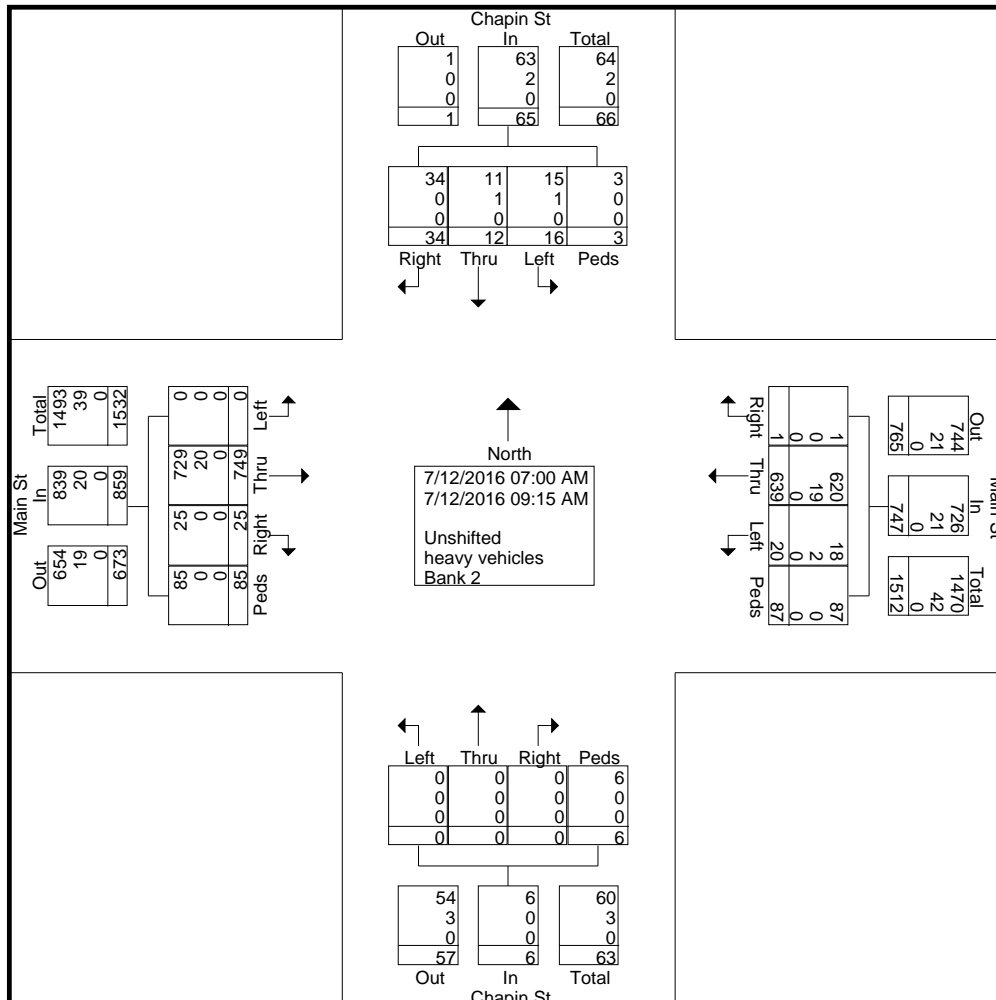 Chapin St
Out In Total
1 63 64
0 2 2
0 0 0
1 65 66
34 11 15 3
0 1 1 0
0 0 0 0
34 12 16 3
Right Thru Left Peds
Main St
Total In Out
1493 839 654
39 20 19
0 0 0
1532 859 673
Left Thru Right Peds
0 729 25 85
0 20 0 0
0 0 0 0
0 749 25 85
North
7/12/2016 07:00 AM
7/12/2016 09:15 AM
Unshifted
heavy vehicles
Bank 2
Right Thru Left Peds
1 620 18 87
0 19 2 0
0 0 0 0
1 639 20 87
Main St
Out In Total
744 726 1470
21 21 42
0 0 0
765 747 1512
Left Thru Right Peds
0 0 0 6
0 0 0 0
0 0 0 0
0 0 0 6
54 6 60
3 0 3
0 0 0
57 6 63
Out In Total
Chapin St